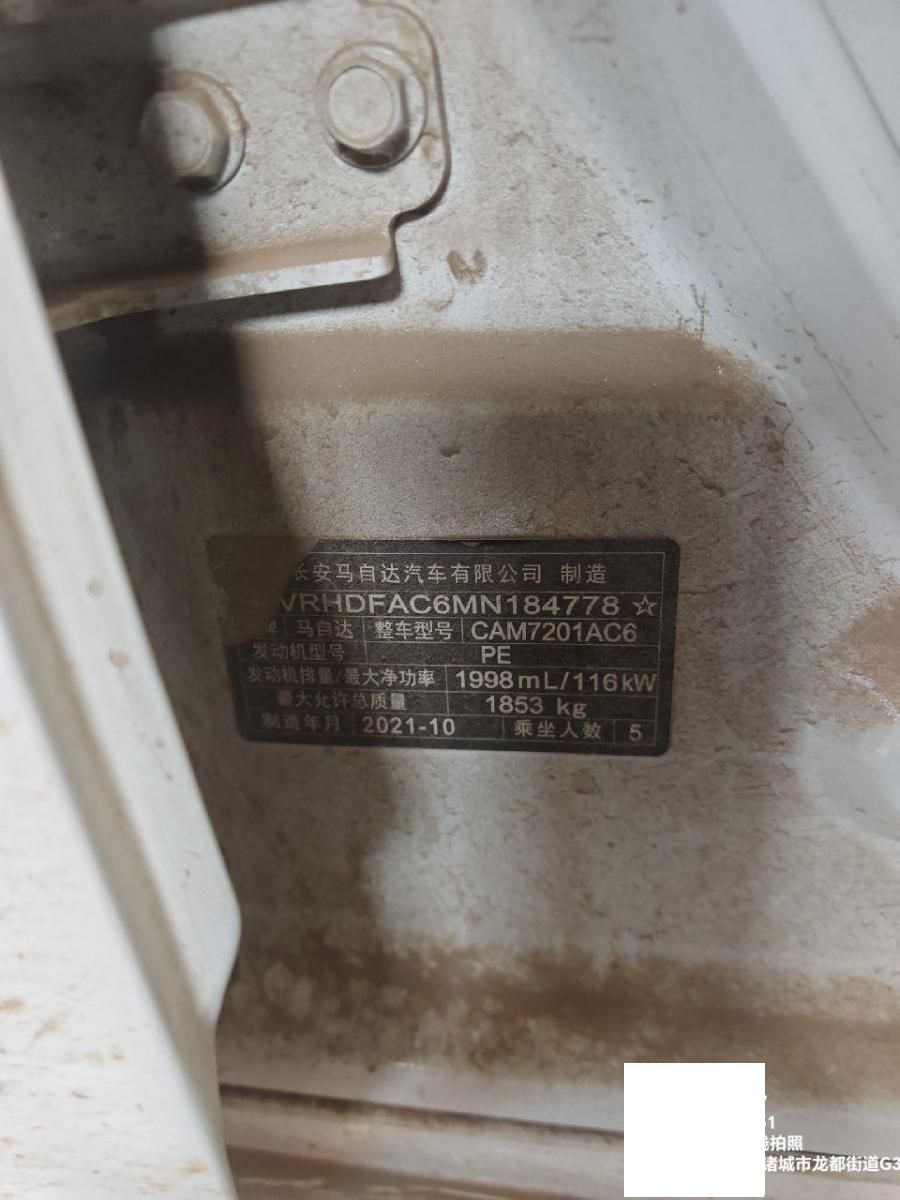 长安马自达汽车有限公司 制造
VRHDFAC6MN184778 ☆
牌 马自达 整车型号 CAM7201AC6
发动机型号 PE
发动机排量/最大净功率 1998mL/116kW
最大允许总质量 1853 kg
制造年月 2021-10 乘坐人数 5
拍照
诸城市龙都街道G3